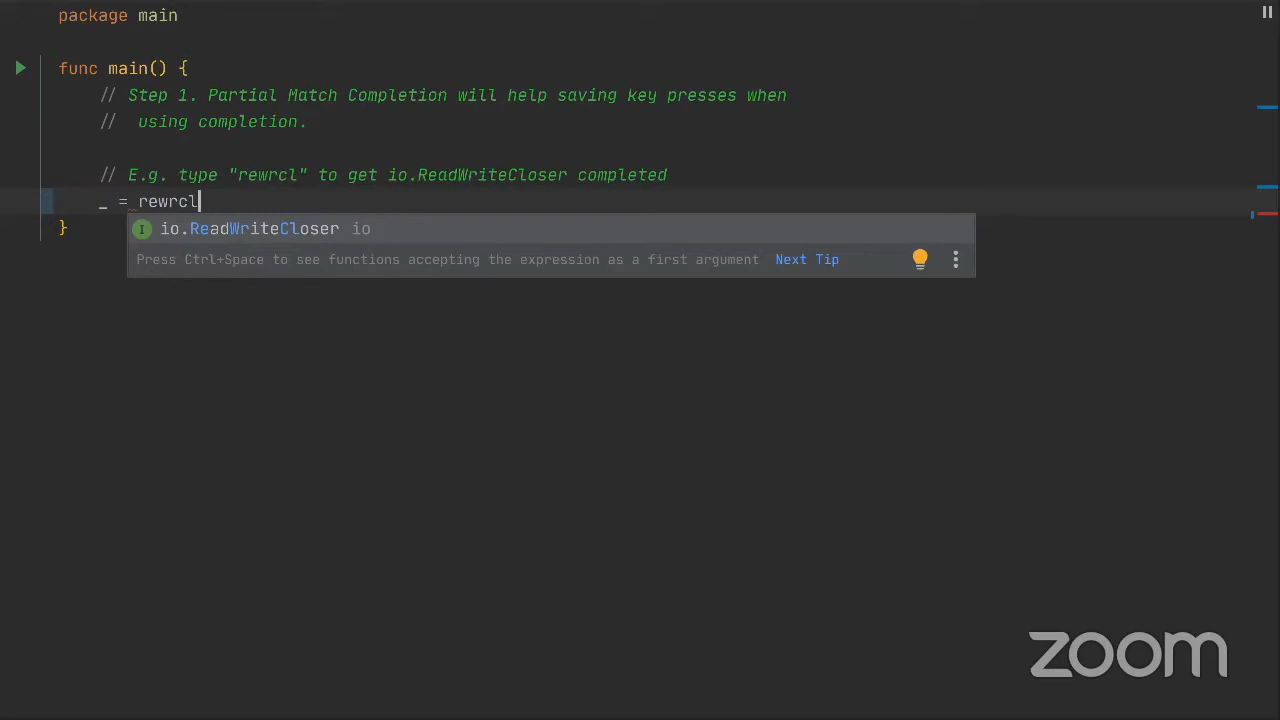 package main
func main() {
// Step 1. Partial Match Completion will help saving key presses when
//  using completion.
// E.g. type "rewrcl" to get io.ReadWriteCloser completed
_ = rewrcl
I io.ReadWriteCloser io
Press Ctrl+Space to see functions accepting the expression as a first argument Next Tip
}
zoom